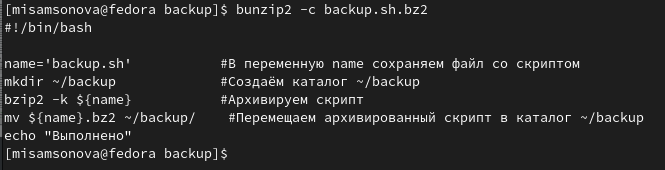 [misamsonova@fedora backup]$ bunzip2 -c backup.sh.bz2
#!/bin/bash
name='backup.sh' #В переменную name сохраняем файл со скриптом
mkdir ~/backup #Создаём каталог ~/backup
bzip2 -k ${name} #Архивируем скрипт
mv ${name}.bz2 ~/backup/ #Перемещаем архивированный скрипт в каталог ~/backup
echo "Выполнено"
[misamsonova@fedora backup]$